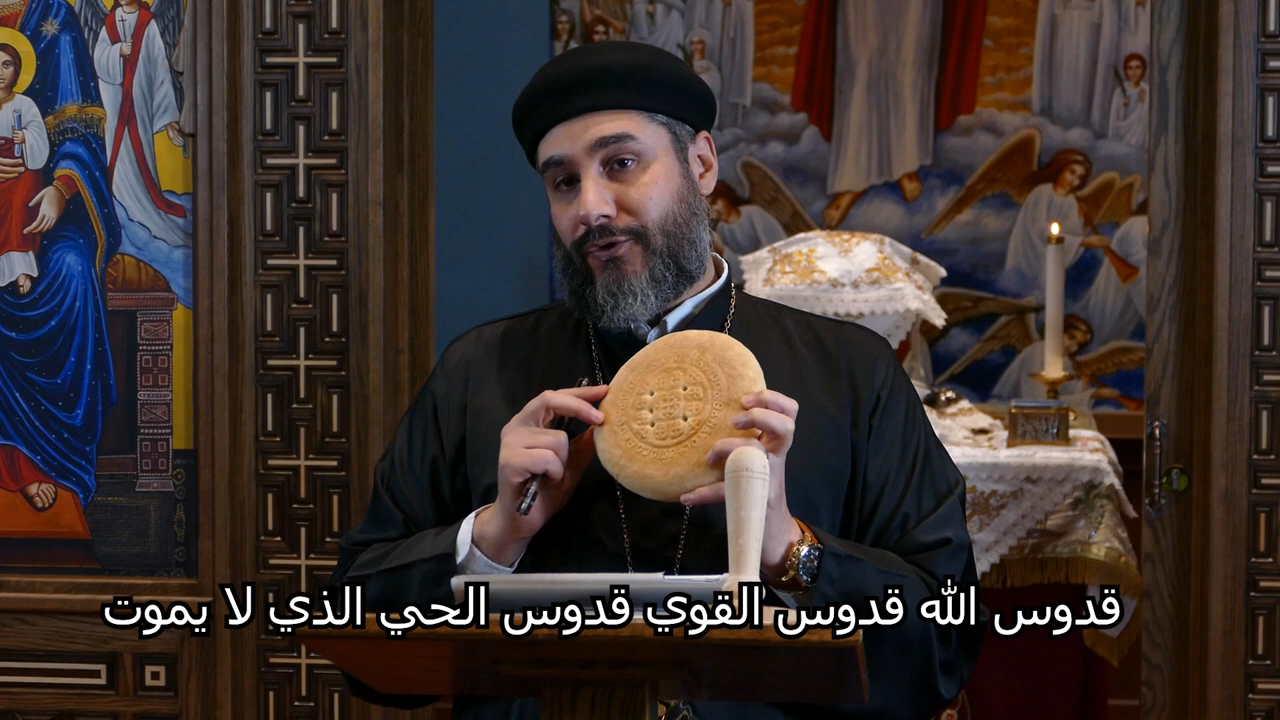 قدوس الله قدوس القوي قدوس الحي الذي لا يموت